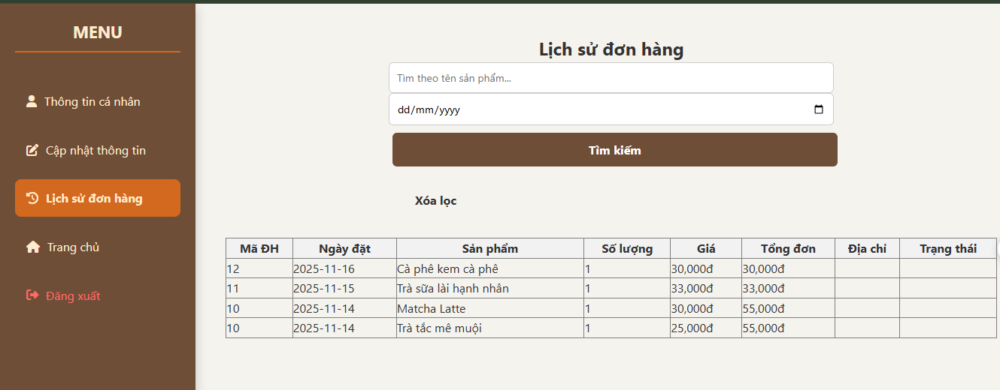 MENU
Thông tin cá nhân
Cập nhật thông tin
Lịch sử đơn hàng
Trang chủ
Đăng xuất
Lịch sử đơn hàng
Tìm theo tên sản phẩm...
dd/mm/yyyy
Tìm kiếm
Xóa lọc
Mã ĐH Ngày đặt Sản phẩm Số lượng Giá Tổng đơn Địa chỉ Trạng thái
12 2025-11-16 Cà phê kem cà phê 1 30,000đ 30,000đ
11 2025-11-15 Trà sữa lài hạnh nhân 1 33,000đ 33,000đ
10 2025-11-14 Matcha Latte 1 30,000đ 55,000đ
10 2025-11-14 Trà tắc mê muội 1 25,000đ 55,000đ